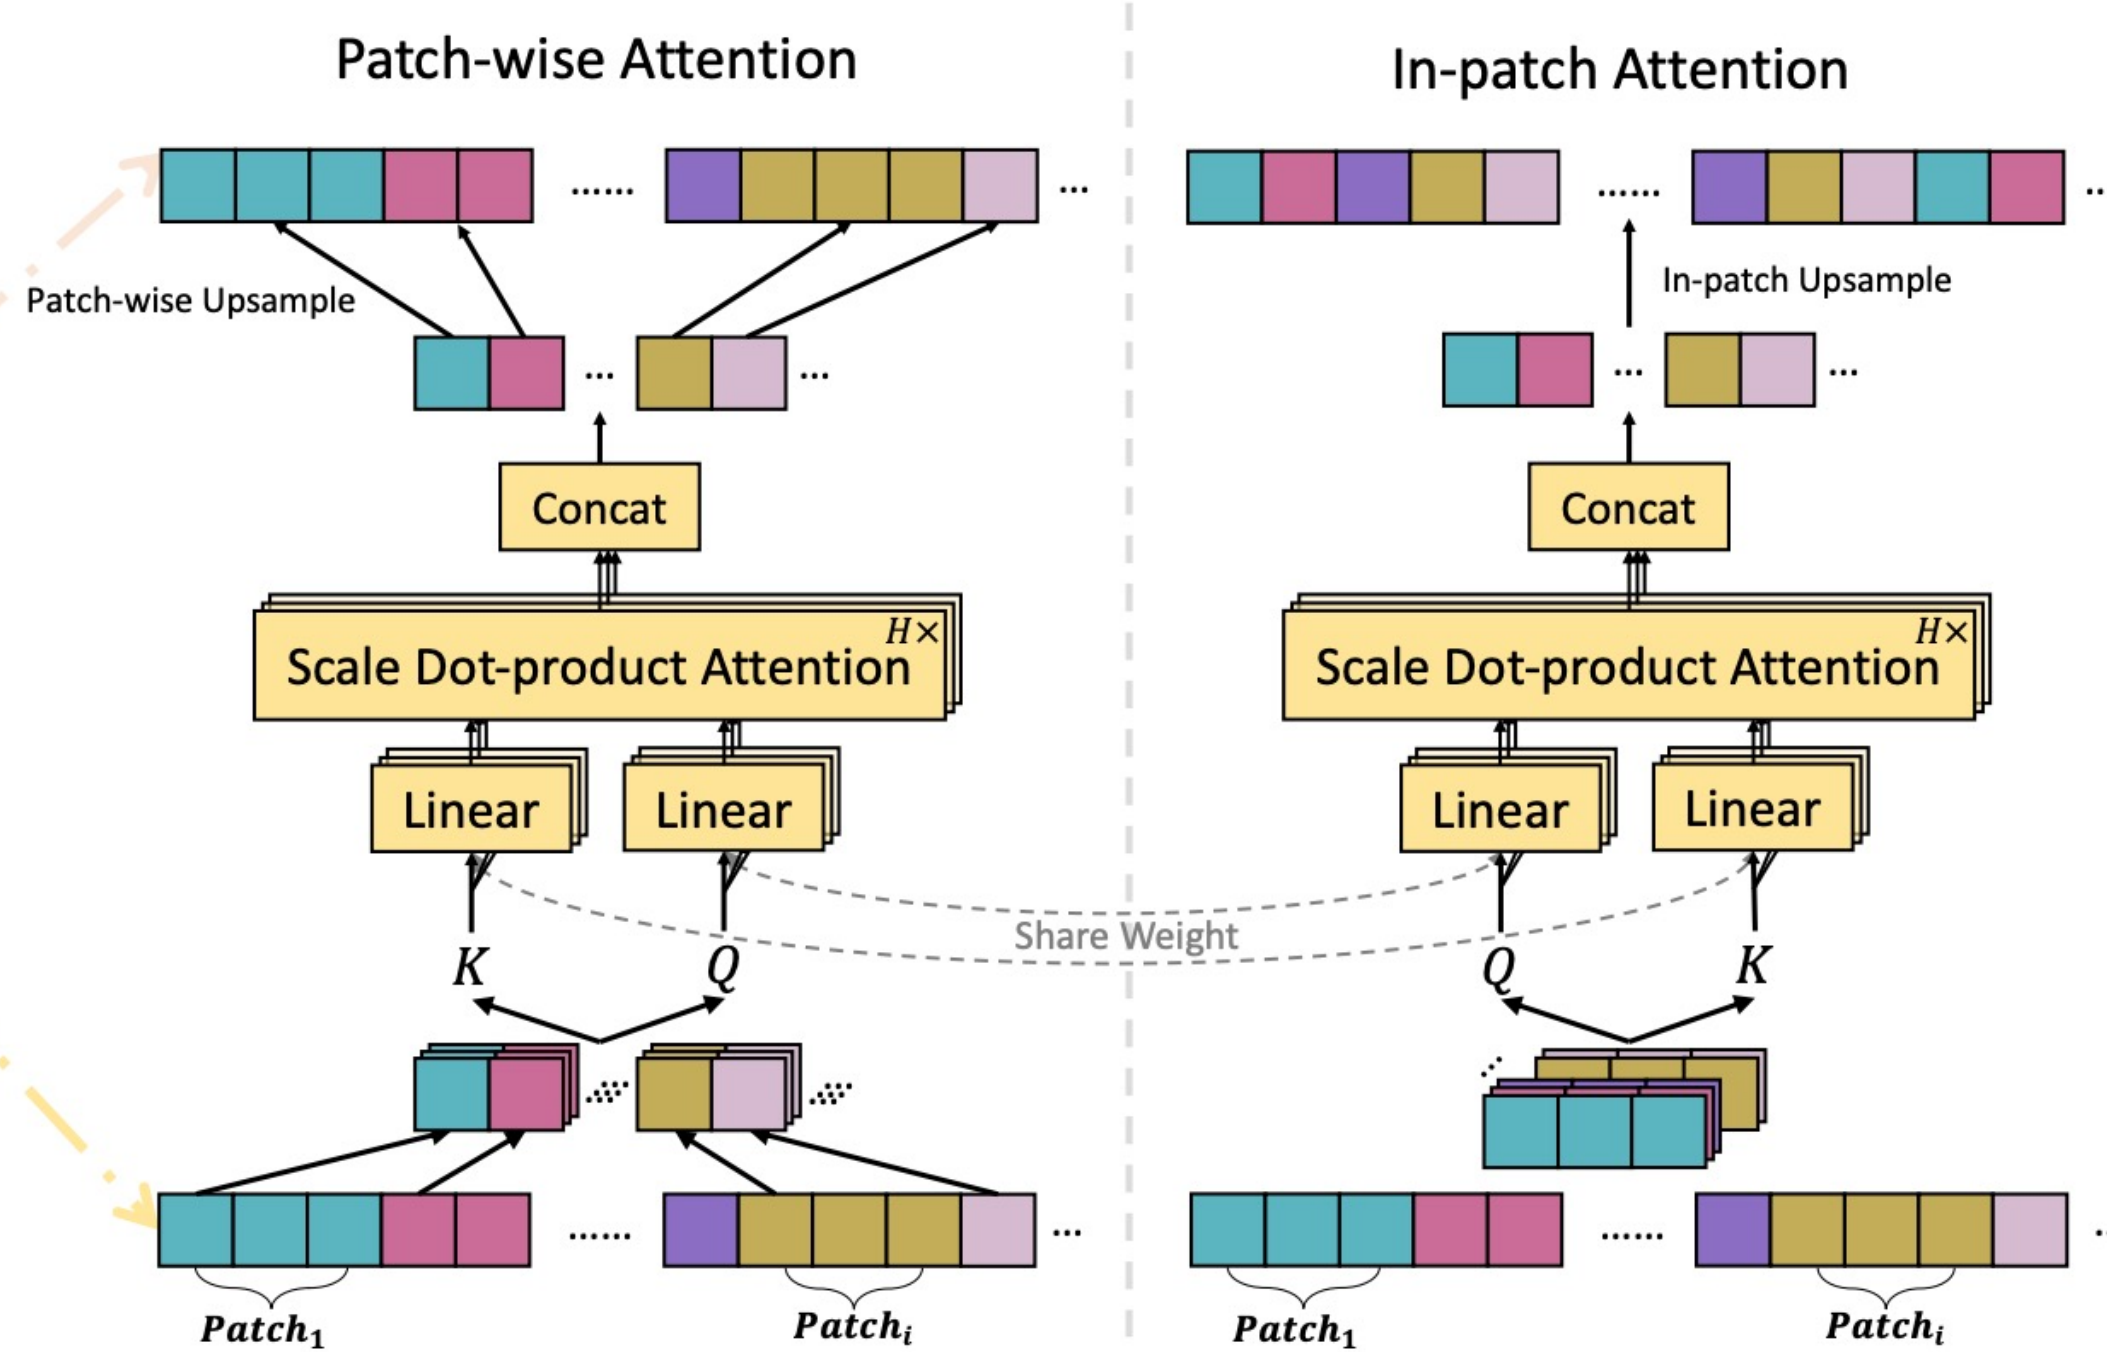 Patch-wise Attention
......
...
Patch-wise Upsample
...
...
Concat
H×
Scale Dot-product Attention
Linear
Linear
K
Q
......
...
Patch₁
Patchᵢ
Share Weight
In-patch Attention
......
..
In-patch Upsample
...
...
Concat
H×
Scale Dot-product Attention
Linear
Linear
Q
K
......
..
Patch₁
Patchᵢ